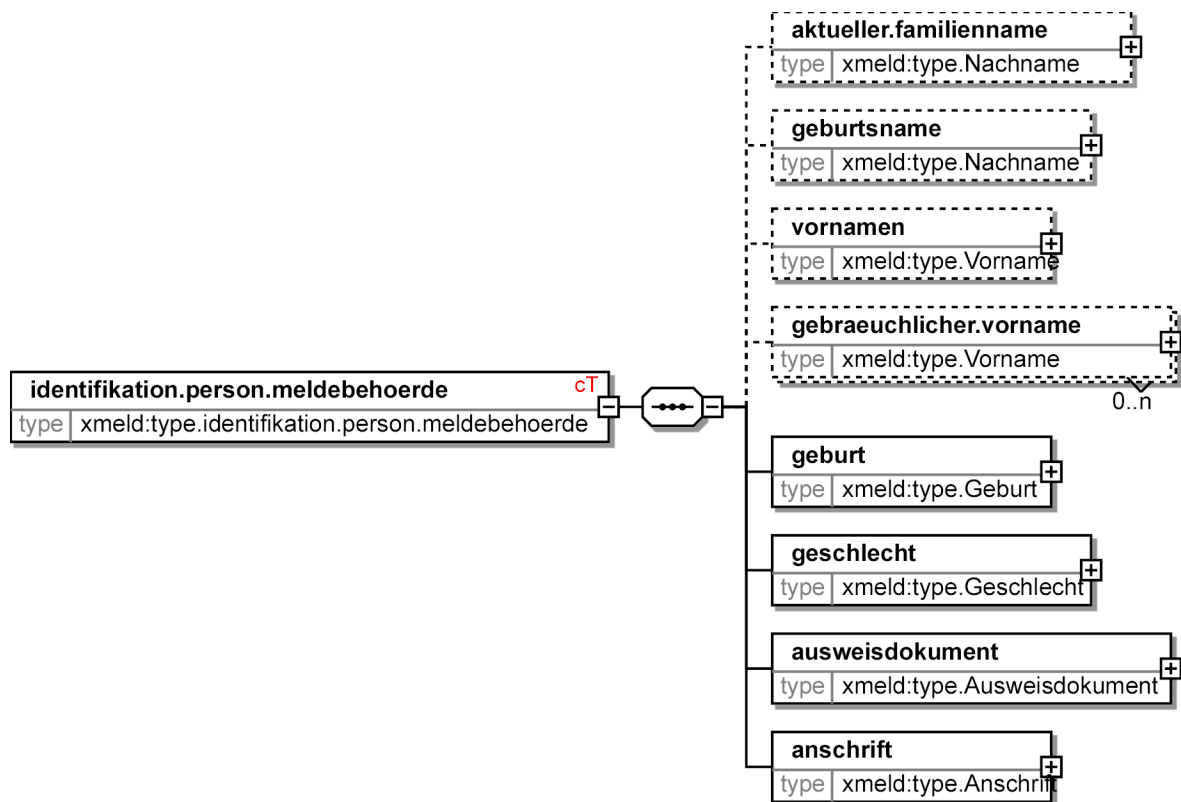 aktueller.familienname
type xmeld:type.Nachname
geburtsname
type xmeld:type.Nachname
vornamen
type xmeld:type.Vorname
gebraeuchlicher.vorname
type xmeld:type.Vorname
0..n
identifikation.person.meldebehoerde cT
type xmeld:type.identifikation.person.meldebehoerde
geburt
type xmeld:type.Geburt
geschlecht
type xmeld:type.Geschlecht
ausweisdokument
type xmeld:type.Ausweisdokument
anschrift
type xmeld:type.Anschrift